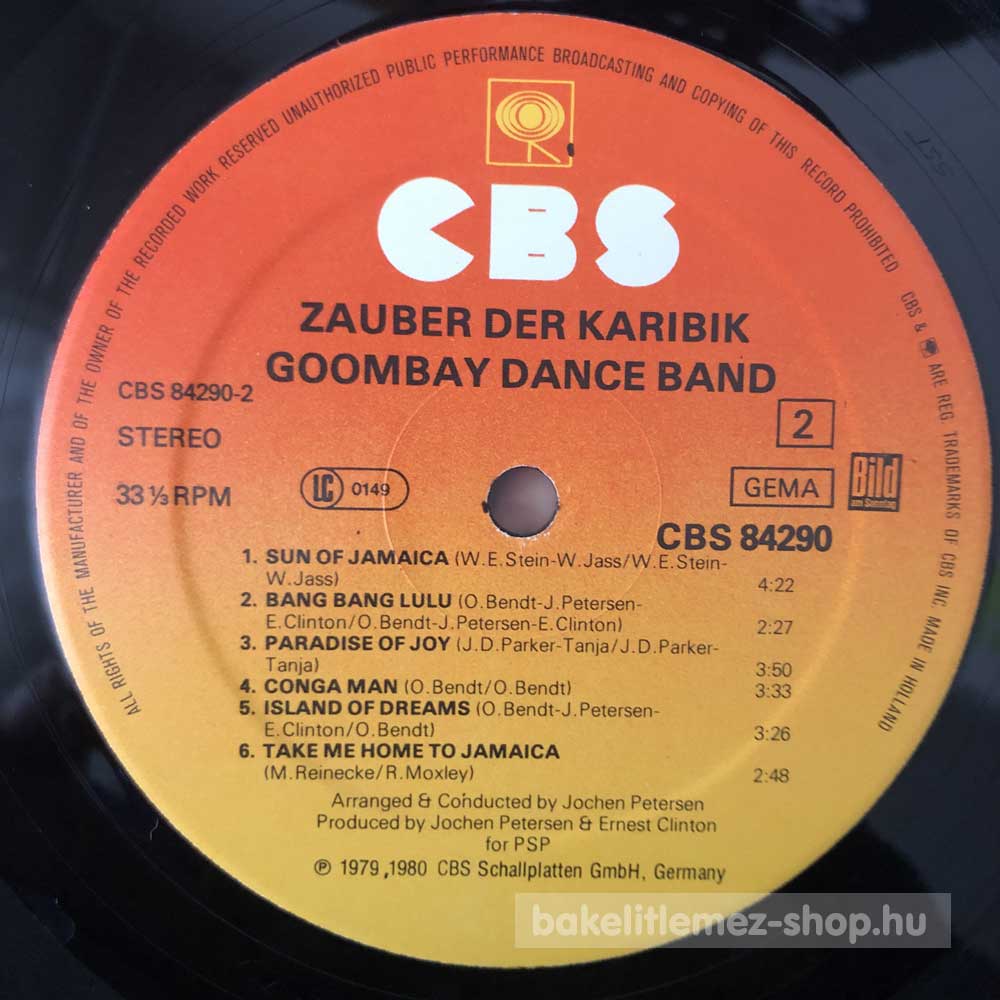 ALL RIGHTS OF THE MANUFACTURER AND OF THE OWNER OF THE RECORDED WORK RESERVED UNAUTHORIZED PUBLIC PERFORMANCE BROADCASTING AND COPYING OF THIS RECORD PROHIBITED CBS & ARE REG. TRADEMARKS OF CBS INC. MADE IN HOLLAND
CBS
ZAUBER DER KARIBIK
GOOMBAY DANCE BAND
CBS 84290-2
2
STEREO
33 ⅓ RPM
LC 0149
GEMA
Bild
am Sonntag
CBS 84290
1. SUN OF JAMAICA (W.E.Stein-W.Jass/W.E.Stein-
W.Jass) 4:22
2. BANG BANG LULU (O.Bendt-J.Petersen-
E.Clinton/O.Bendt-J.Petersen-E.Clinton) 2:27
3. PARADISE OF JOY (J.D.Parker-Tanja/J.D.Parker-
Tanja) 3:50
4. CONGA MAN (O.Bendt/O.Bendt) 3:33
5. ISLAND OF DREAMS (O.Bendt-J.Petersen-
E.Clinton/O.Bendt) 3:26
6. TAKE ME HOME TO JAMAICA
(M.Reinecke/R.Moxley) 2:48
Arranged & Conducted by Jochen Petersen
Produced by Jochen Petersen & Ernest Clinton
for PSP
℗ 1979,1980 CBS Schallplatten GmbH, Germany
bakelitlemez-shop.hu